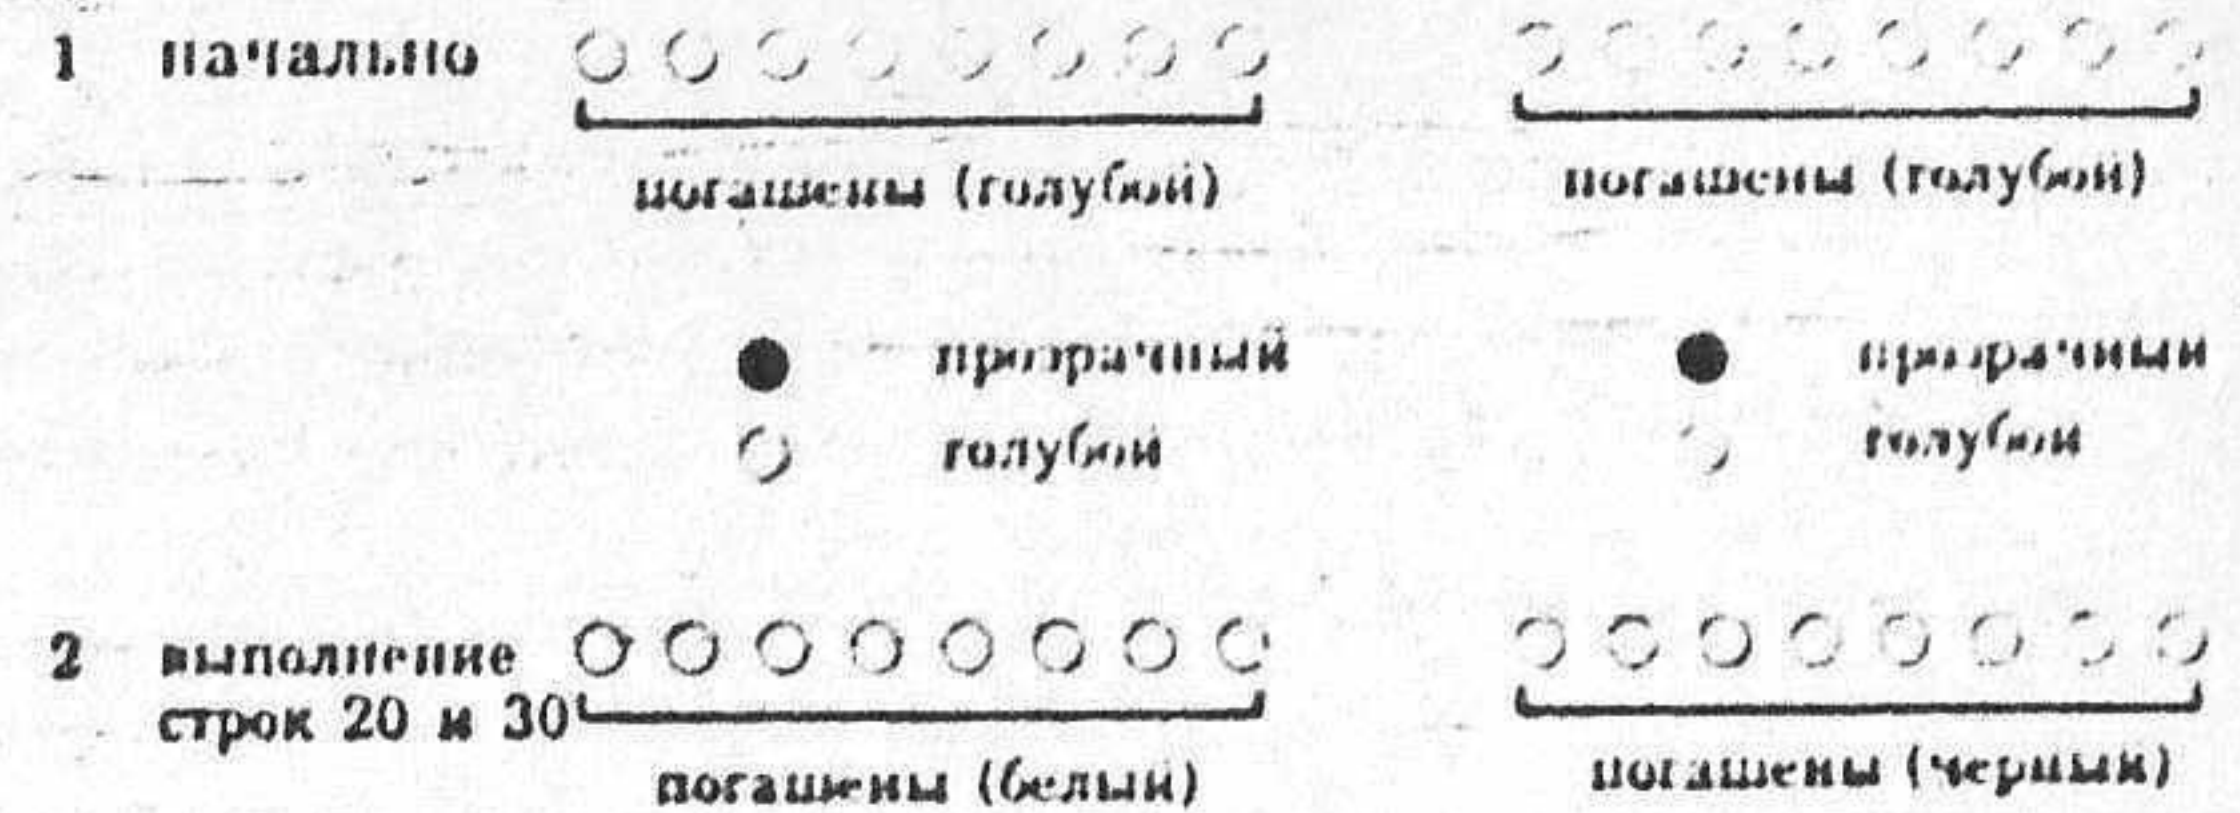 1 начально
погашены (голубой) погашены (голубой)
прозрачный прозрачный
голубой голубой
2 выполнение
строк 20 и 30
погашены (белый) погашены (черный)